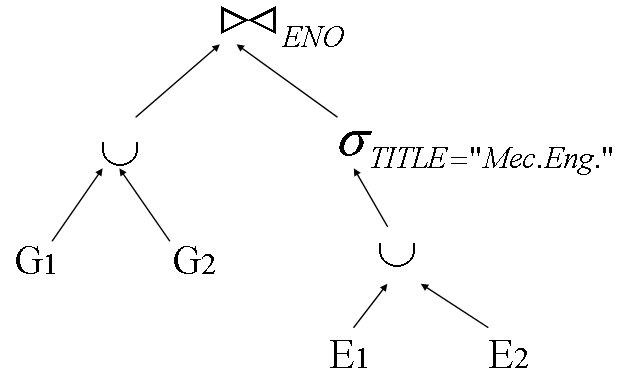 ⋈ENO
∪
σTITLE="Mec.Eng."
G1 G2
∪
E1 E2